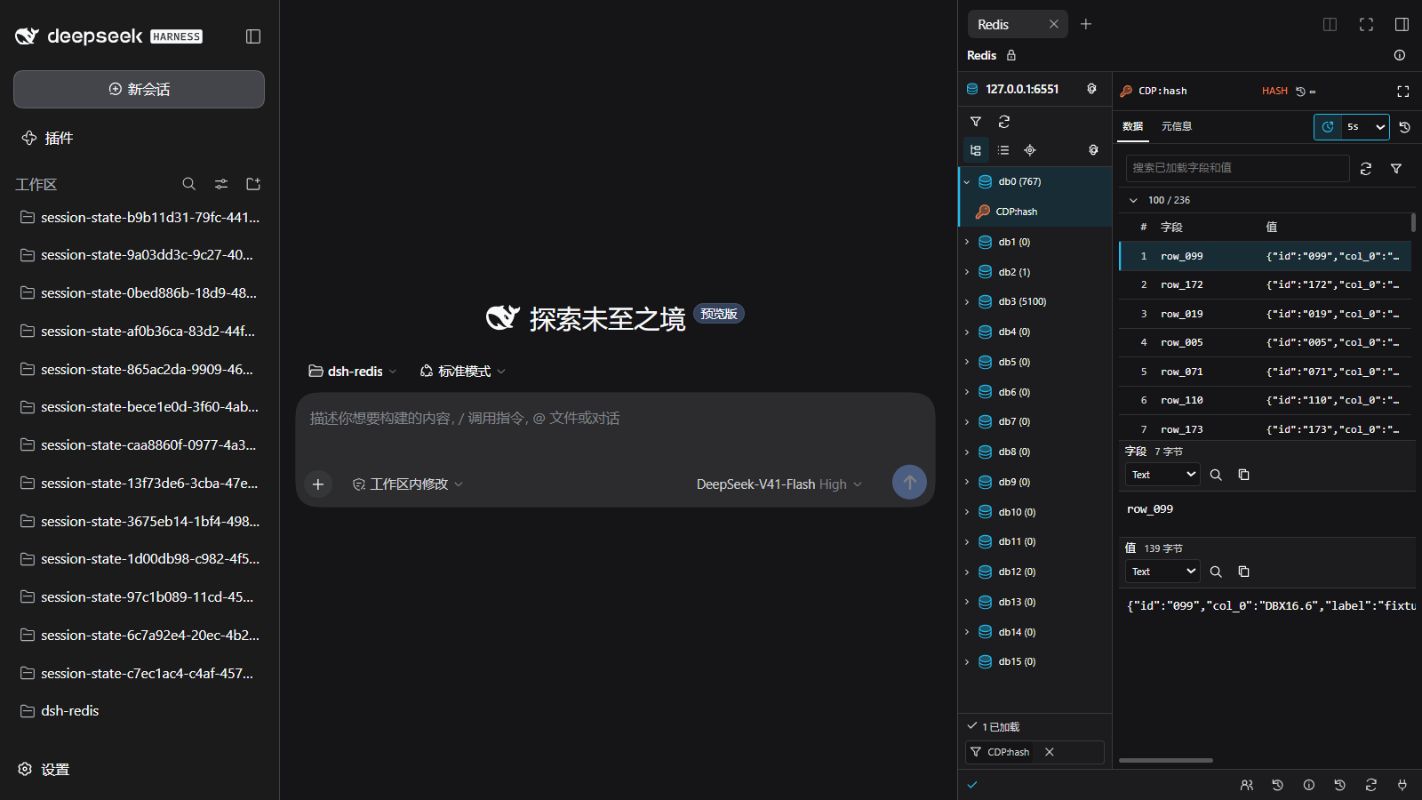 deepseek HARNESS
新会话
插件
工作区
session-state-b9b11d31-79fc-441...
session-state-9a03dd3c-9c27-40...
session-state-0bed886b-18d9-48...
session-state-af0b36ca-83d2-44f...
session-state-865ac2da-9909-46...
session-state-bece1e0d-3f60-4ab...
session-state-caa8860f-0977-4a3...
session-state-13f73de6-3cba-47e...
session-state-3675eb14-1bf4-498...
session-state-1d00db98-c982-4f5...
session-state-97c1b089-11cd-45...
session-state-6c7a92e4-20ec-4b2...
session-state-c7ec1ac4-c4af-457...
dsh-redis
设置
探索未至之境 预览版
dsh-redis 标准模式
描述你想要构建的内容, / 调用指令, @ 文件或对话
工作区内修改 DeepSeek-V41-Flash High
Redis
Redis
127.0.0.1:6551
db0 (767)
CDP:hash
db1 (0)
db2 (1)
db3 (5100)
db4 (0)
db5 (0)
db6 (0)
db7 (0)
db8 (0)
db9 (0)
db10 (0)
db11 (0)
db12 (0)
db13 (0)
db14 (0)
db15 (0)
1 已加载
CDP:hash
CDP:hash HASH ∞
数据 元信息 5s
搜索已加载字段和值
100 / 236
# 字段 值
1 row_099 {"id":"099","col_0":"…
2 row_172 {"id":"172","col_0":"…
3 row_019 {"id":"019","col_0":"…
4 row_005 {"id":"005","col_0":"…
5 row_071 {"id":"071","col_0":"…
6 row_110 {"id":"110","col_0":"…
7 row_173 {"id":"173","col_0":"…
字段 7 字节
Text
row_099
值 139 字节
Text
{"id":"099","col_0":"DBX16.6","label":"fixtu